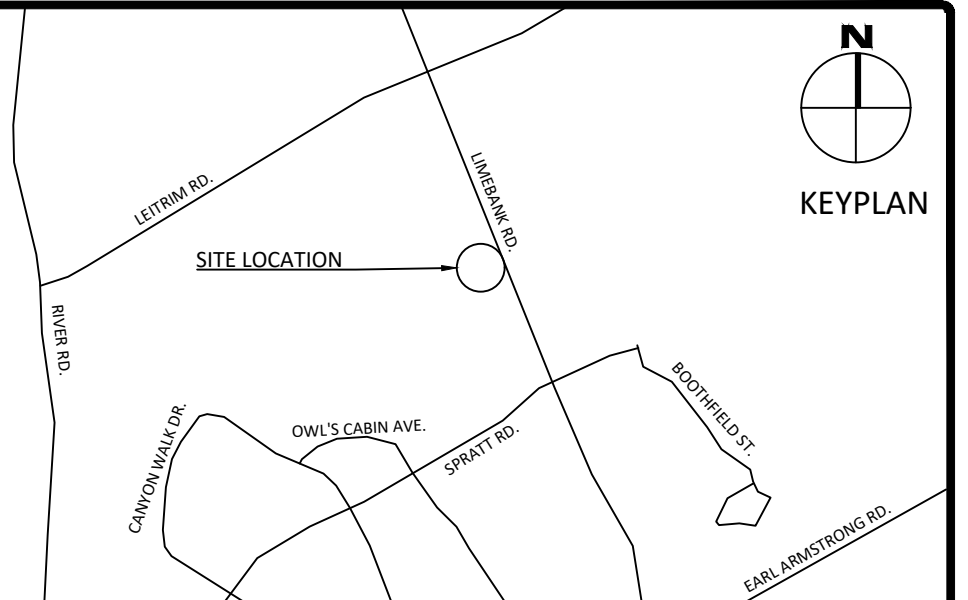 N
KEYPLAN
LEITRIM RD.
LIMEBANK RD.
SITE LOCATION
RIVER RD.
CANYON WALK DR.
OWL'S CABIN AVE.
SPRATT RD.
BOOTHFIELD ST.
EARL ARMSTRONG RD.